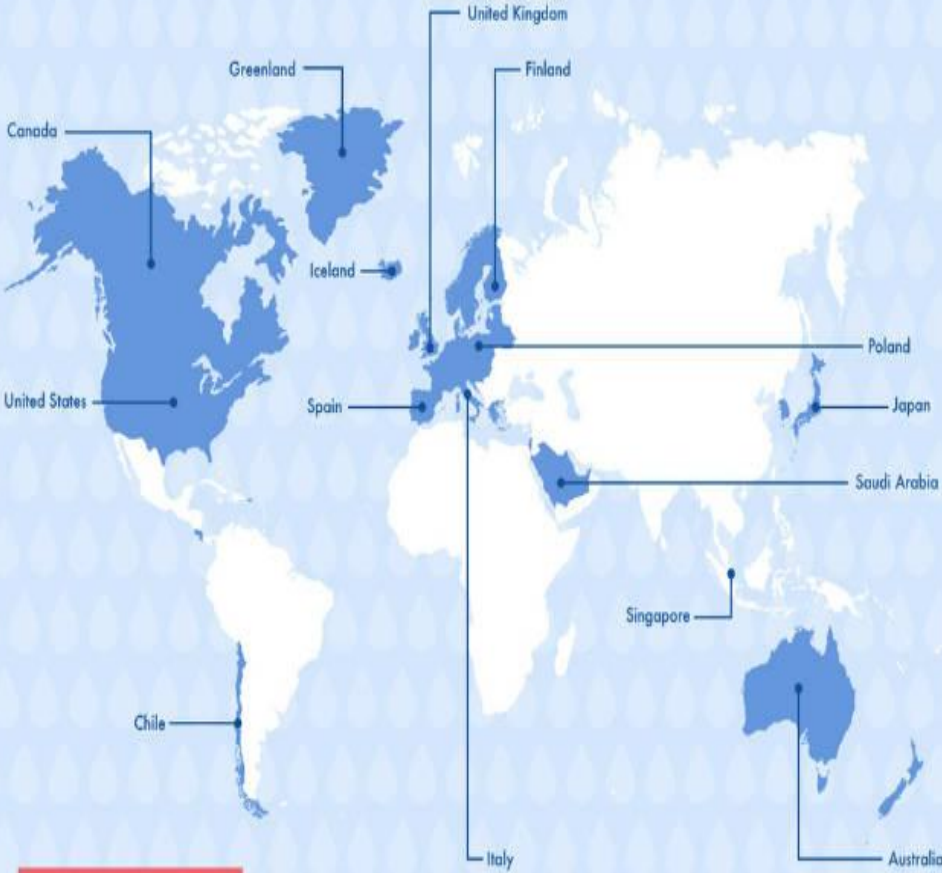 United Kingdom
Greenland
Finland
Canada
Iceland
Poland
United States
Spain
Japan
Saudi Arabia
Singapore
Chile
Italy
Australia